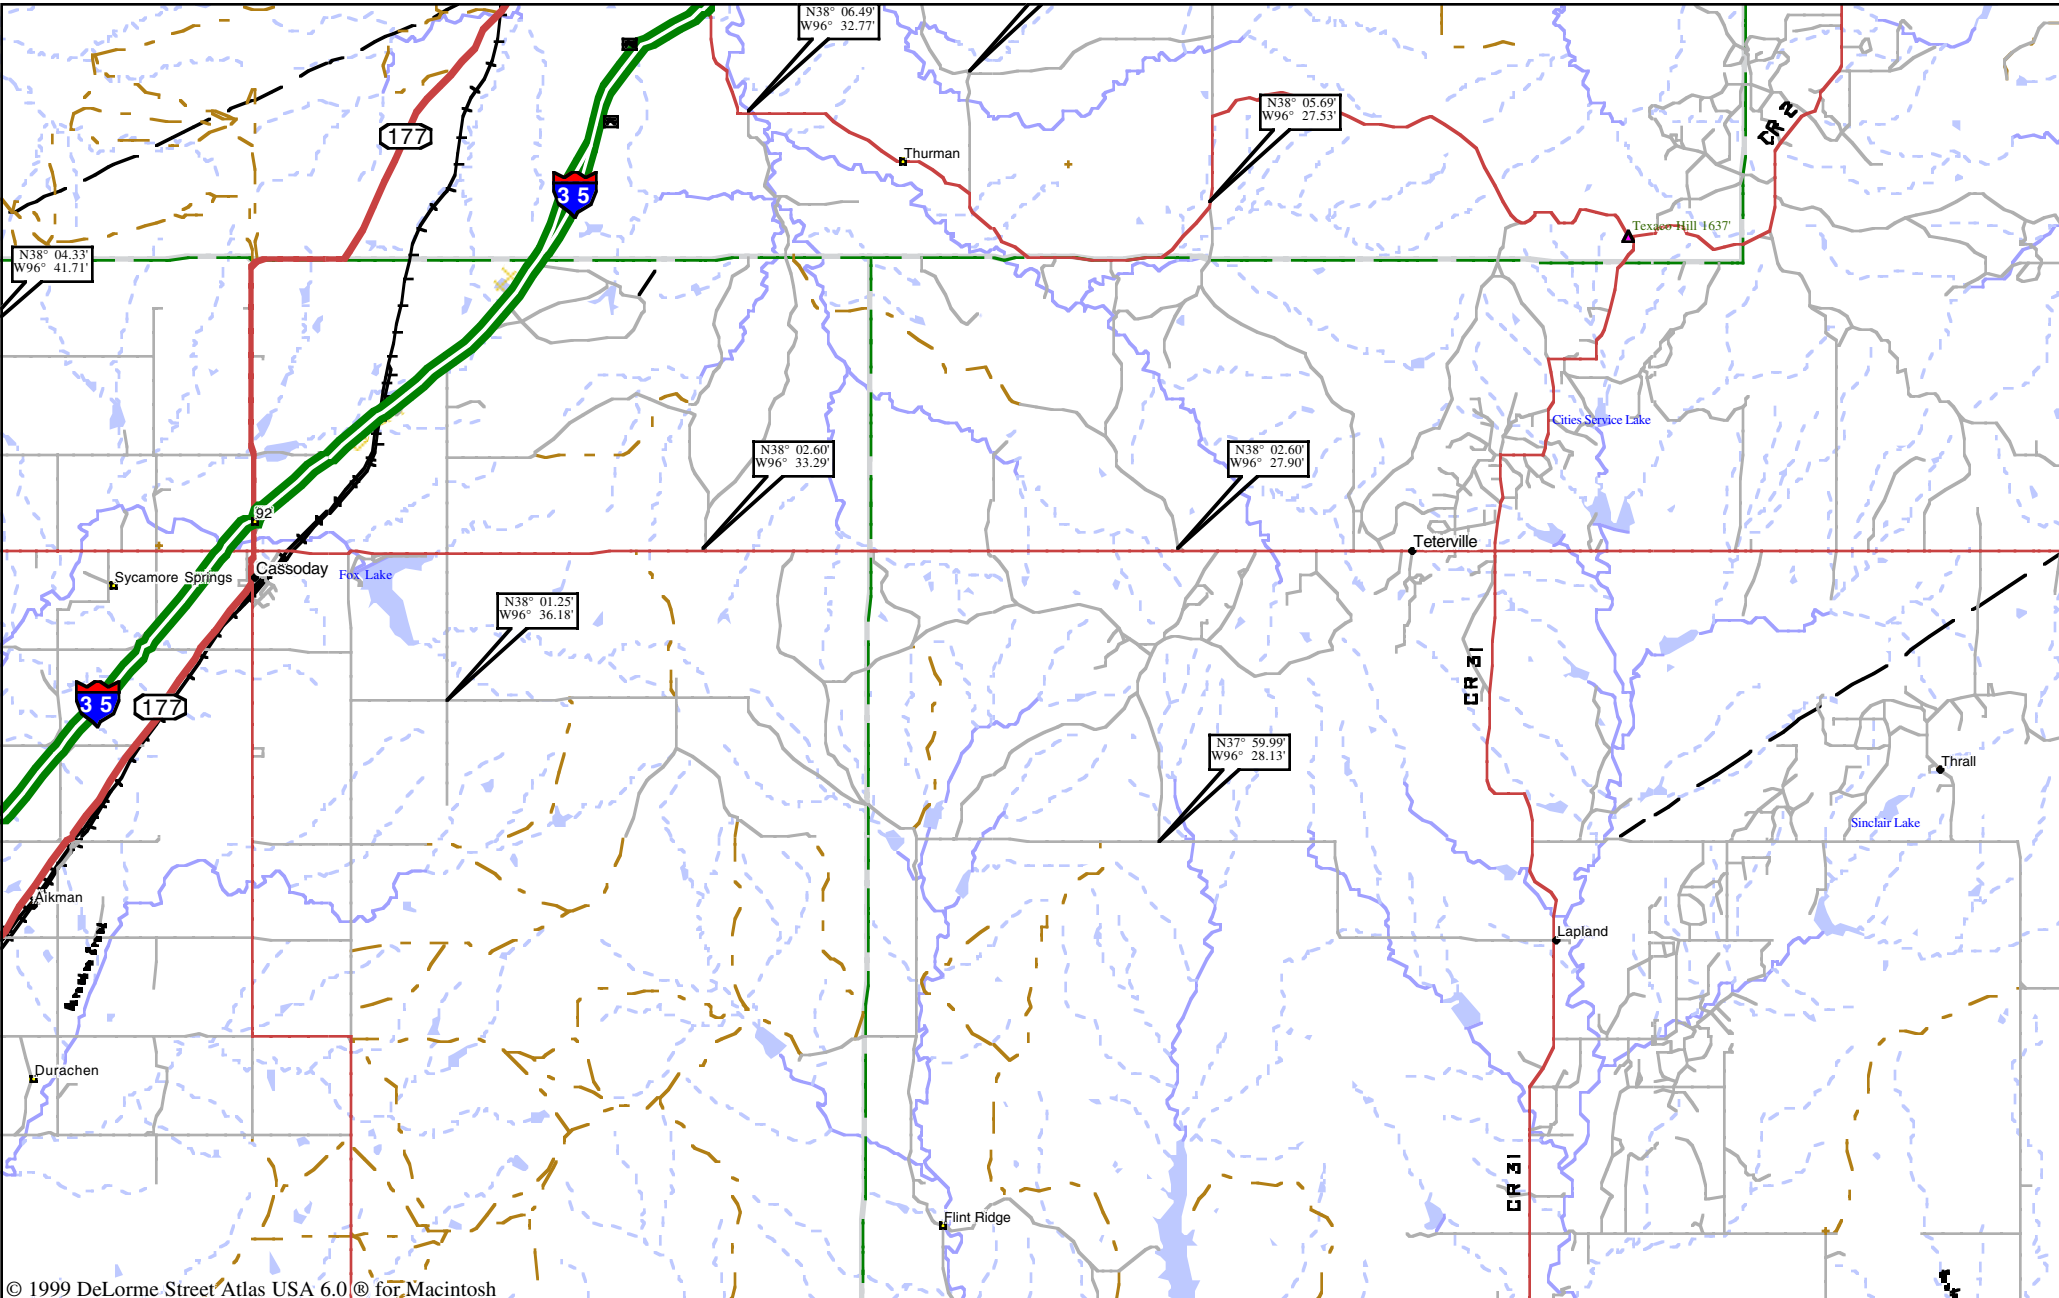 N38° 06.49'
W96° 32.77'
N38° 05.69'
W96° 27.53'
CR 2
177
Thurman
35
Texaco Hill 1637'
N38° 04.33'
W96° 41.71'
Cities Service Lake
N38° 02.60'
W96° 33.29'
N38° 02.60'
W96° 27.90'
92
Teterville
Cassoday
Fox Lake
Sycamore Springs
N38° 01.25'
W96° 36.18'
CR 31
35
177
N37° 59.99'
W96° 28.13'
Thrall
Sinclair Lake
Aikman
Lapland
Durachen
CR 31
Flint Ridge
© 1999 DeLorme Street Atlas USA 6.0 ® for Macintosh